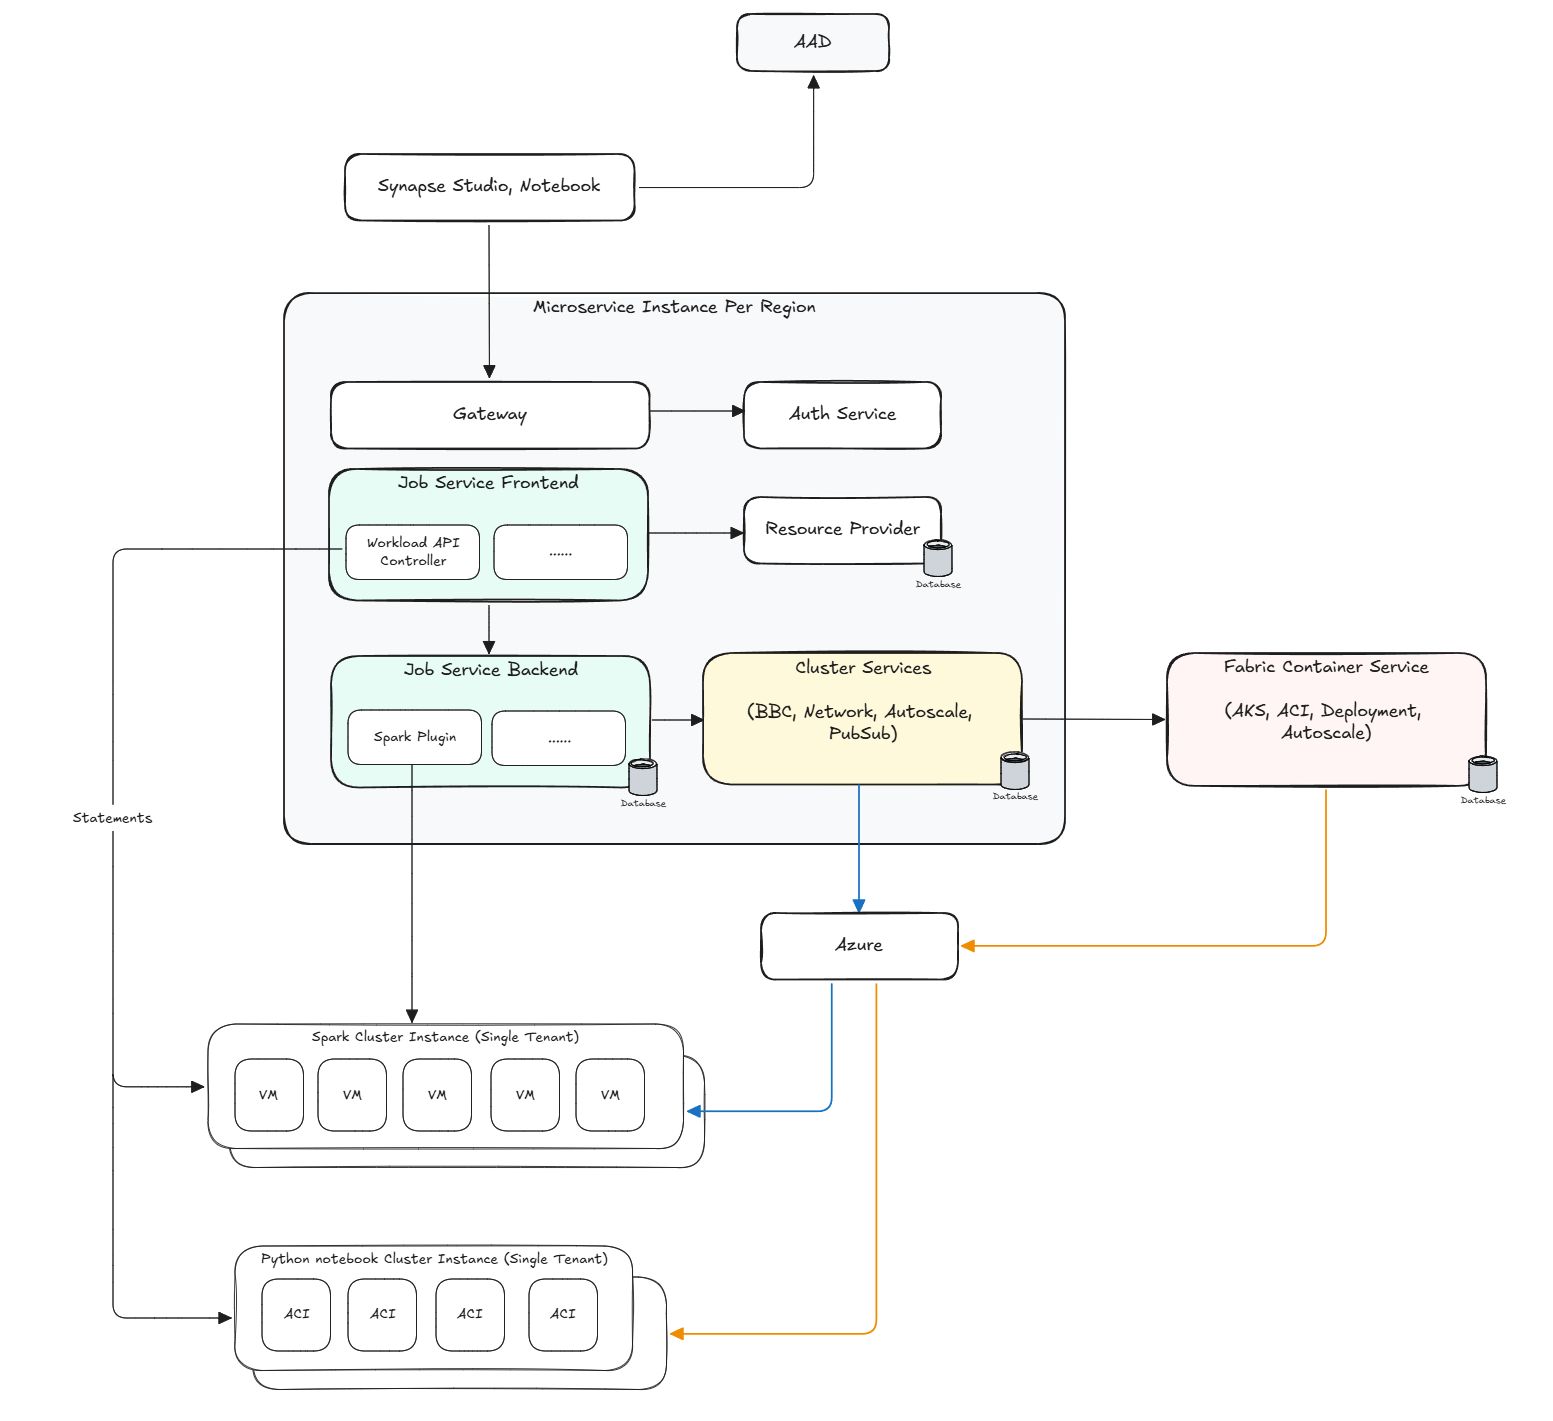 AAD
Synapse Studio, Notebook
Microservice Instance Per Region
Gateway
Auth Service
Job Service Frontend
Workload API
Controller
......
Resource Provider
Database
Job Service Backend
Spark Plugin
......
Database
Cluster Services
(BBC, Network, Autoscale,
PubSub)
Database
Fabric Container Service
(AKS, ACI, Deployment,
Autoscale)
Database
Statements
Azure
Spark Cluster Instance (Single Tenant)
VM
VM
VM
VM
VM
Python notebook Cluster Instance (Single Tenant)
ACI
ACI
ACI
ACI